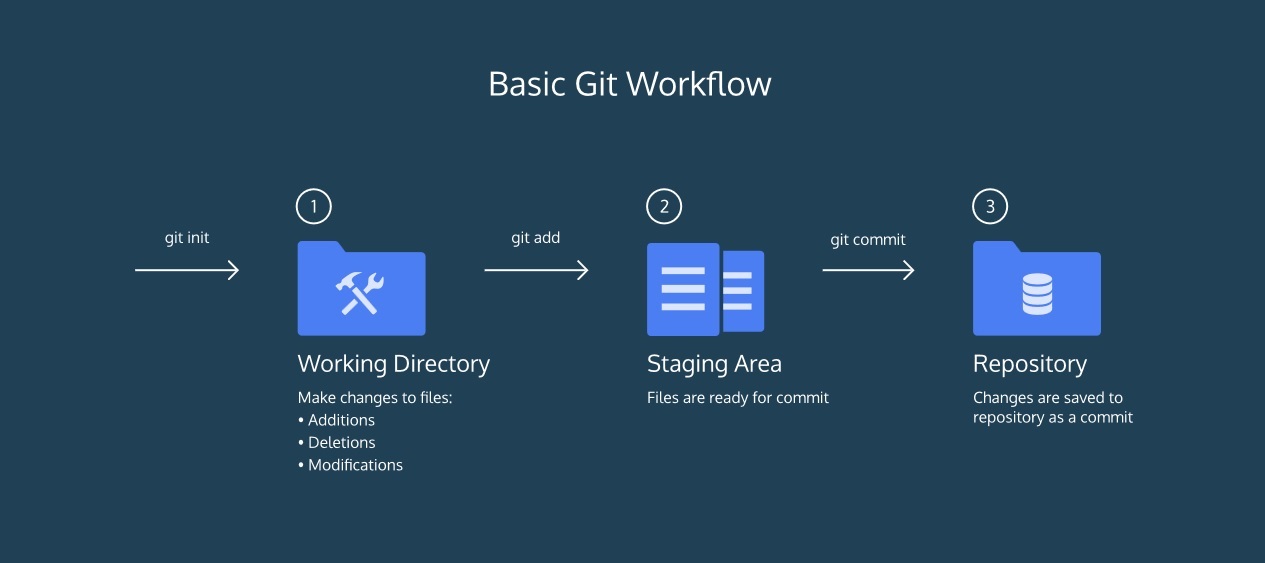 Basic Git Workflow
git init
1
Working Directory
Make changes to files:
• Additions
• Deletions
• Modifications
git add
2
Staging Area
Files are ready for commit
git commit
3
Repository
Changes are saved to
repository as a commit